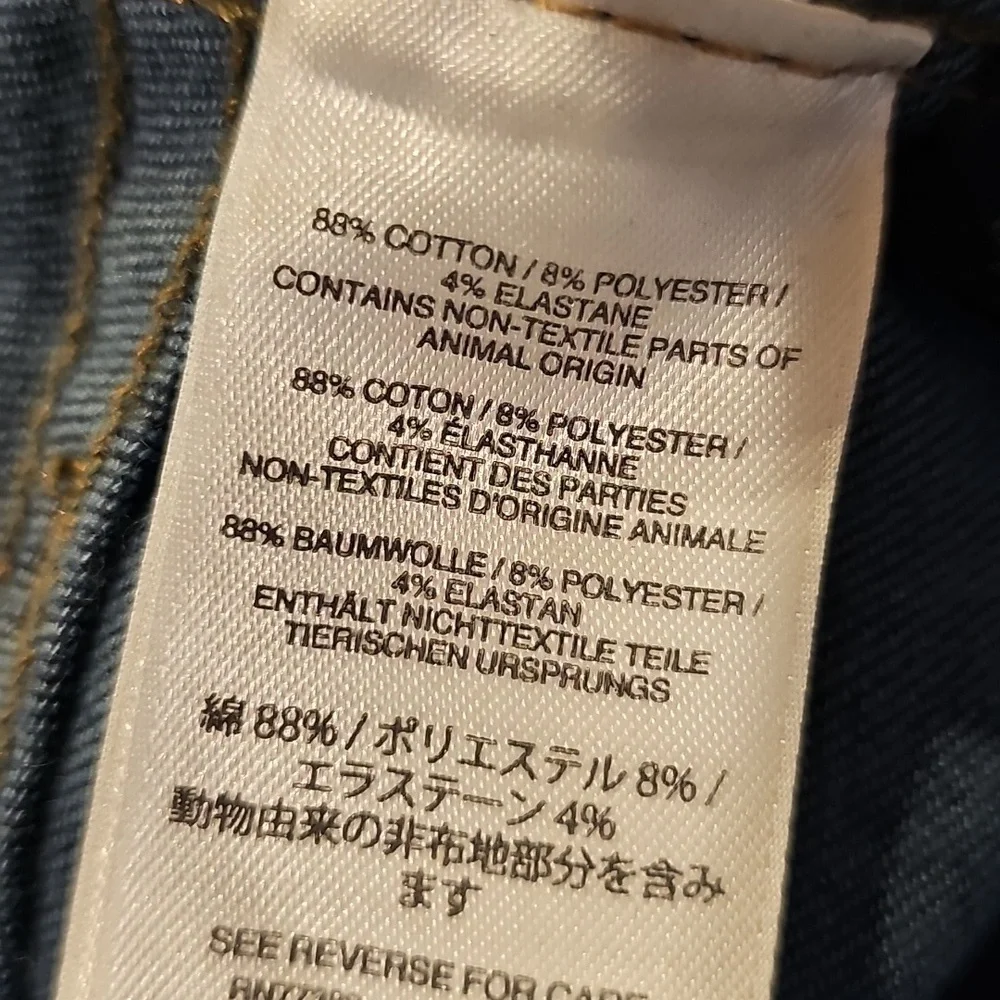 88% COTTON / 8% POLYESTER /
4% ELASTANE
CONTAINS NON-TEXTILE PARTS OF
ANIMAL ORIGIN
88% COTON / 8% POLYESTER /
4% ÉLASTHANNE
CONTIENT DES PARTIES
NON-TEXTILES D'ORIGINE ANIMALE
88% BAUMWOLLE / 8% POLYESTER /
4% ELASTAN
ENTHÄLT NICHTTEXTILE TEILE
TIERISCHEN URSPRUNGS
綿 88% / ポリエステル 8% /
エラステーン 4%
動物由来の非布地部分を含み
ます
SEE REVERSE FOR CARE